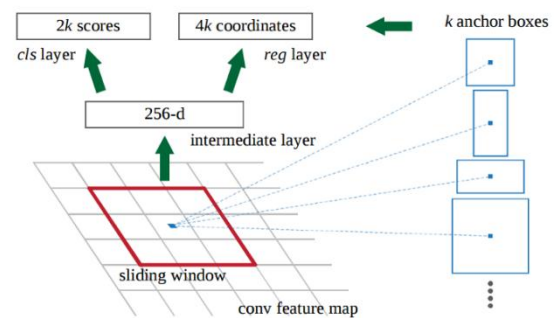 2k scores
4k coordinates
k anchor boxes
cls layer
reg layer
256-d
intermediate layer
sliding window
conv feature map